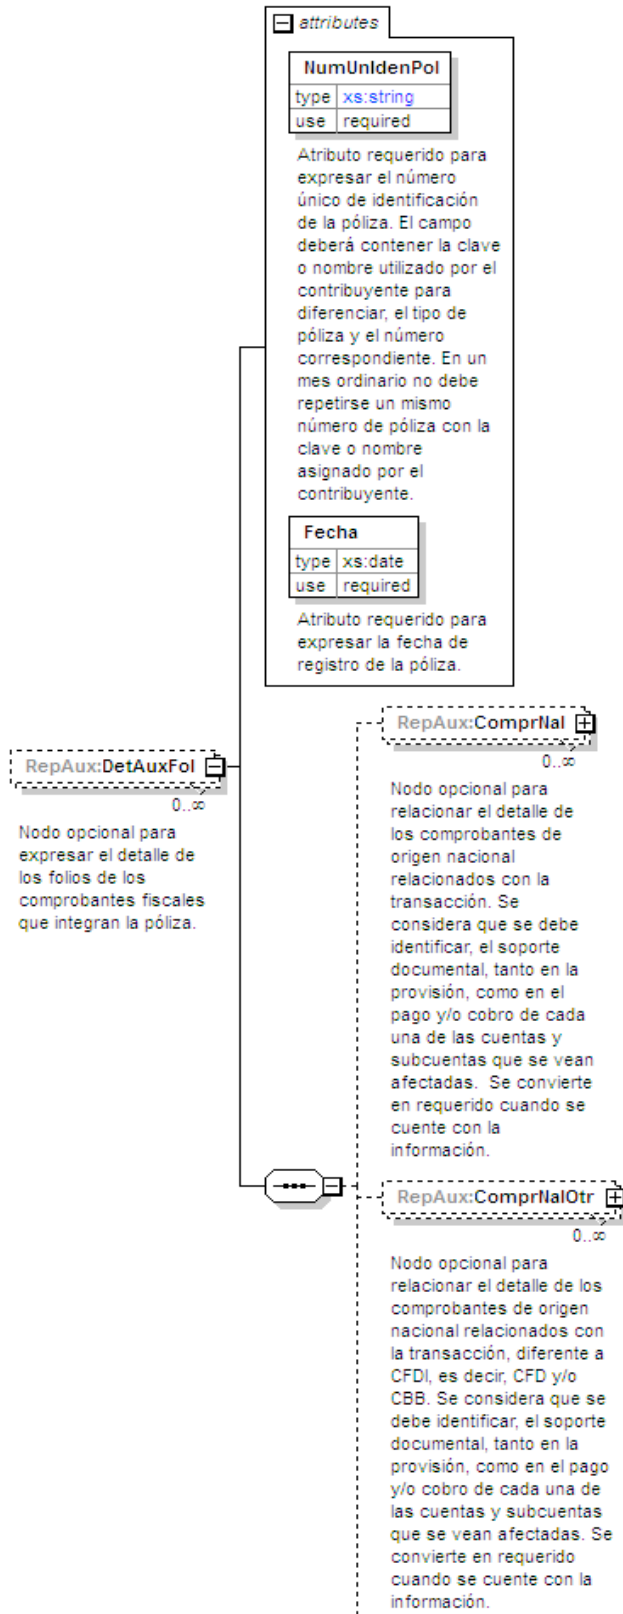 attributes
NumUnIdenPol
type xs:string
use required
Atributo requerido para
expresar el número
único de identificación
de la póliza. El campo
deberá contener la clave
o nombre utilizado por el
contribuyente para
diferenciar, el tipo de
póliza y el número
correspondiente. En un
mes ordinario no debe
repetirse un mismo
número de póliza con la
clave o nombre
asignado por el
contribuyente.
Fecha
type xs:date
use required
Atributo requerido para
expresar la fecha de
registro de la póliza.
RepAux:DetAuxFol
0..∞
Nodo opcional para
expresar el detalle de
los folios de los
comprobantes fiscales
que integran la póliza.
RepAux:ComprNal
0..∞
Nodo opcional para
relacionar el detalle de
los comprobantes de
origen nacional
relacionados con la
transacción. Se
considera que se debe
identificar, el soporte
documental, tanto en la
provisión, como en el
pago y/o cobro de cada
una de las cuentas y
subcuentas que se vean
afectadas.  Se convierte
en requerido cuando se
cuente con la
información.
RepAux:ComprNalOtr
0..∞
Nodo opcional para
relacionar el detalle de los
comprobantes de origen
nacional relacionados con
la transacción, diferente a
CFDI, es decir, CFD y/o
CBB. Se considera que se
debe identificar, el soporte
documental, tanto en la
provisión, como en el pago
y/o cobro de cada una de
las cuentas y subcuentas
que se vean afectadas. Se
convierte en requerido
cuando se cuente con la
información.